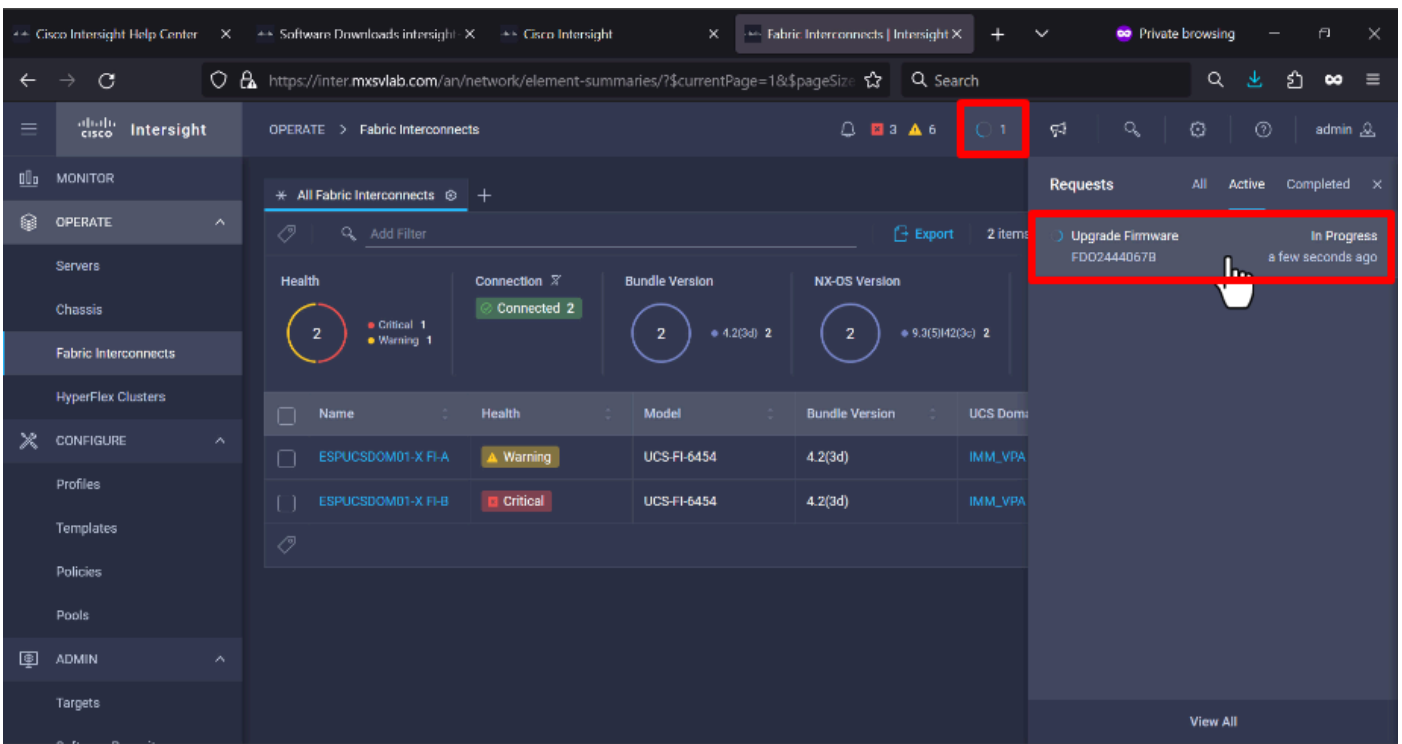 Cisco Intersight Help Center
Software Downloads intersight-
Cisco Intersight
Fabric Interconnects | Intersight
Private browsing
https://inter.mxsvlab.com/an/network/element-summaries/?$currentPage=1&$pageSize
Search
cisco Intersight
OPERATE > Fabric Interconnects
3
6
1
admin
MONITOR
OPERATE
Servers
Chassis
Fabric Interconnects
HyperFlex Clusters
CONFIGURE
Profiles
Templates
Policies
Pools
ADMIN
Targets
All Fabric Interconnects
Add Filter
Export
2 items
Health
2
Critical 1
Warning 1
Connection
Connected 2
Bundle Version
2
4.2(3d) 2
NX-OS Version
2
9.3(5)I42(3c) 2
Name Health Model Bundle Version UCS Doma
ESPUCSDOM01-X FI-A Warning UCS-FI-6454 4.2(3d) IMM_VPA
ESPUCSDOM01-X FI-B Critical UCS-FI-6454 4.2(3d) IMM_VPA
Requests All Active Completed
Upgrade Firmware In Progress
FDO2444067B a few seconds ago
View All